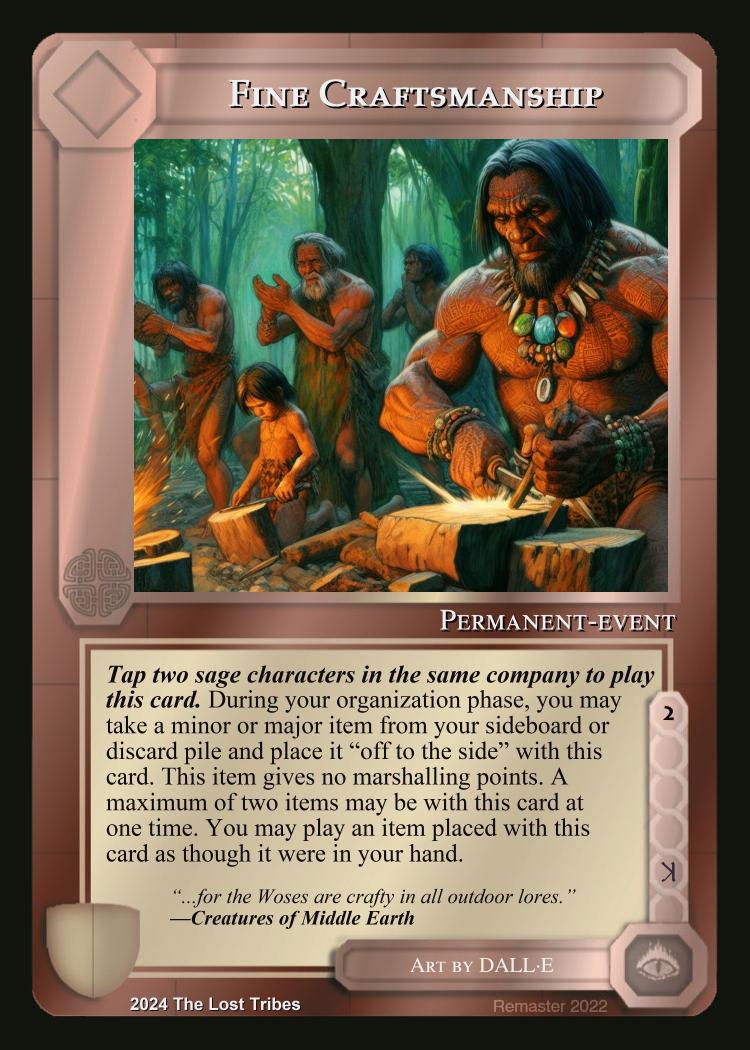 Fine Craftsmanship
Permanent-event
Tap two sage characters in the same company to play
this card. During your organization phase, you may
take a minor or major item from your sideboard or
discard pile and place it “off to the side” with this
card. This item gives no marshalling points. A
maximum of two items may be with this card at
one time. You may play an item placed with this
card as though it were in your hand.
2
“...for the Woses are crafty in all outdoor lores.”
—Creatures of Middle Earth
Art by DALL·E
2024 The Lost Tribes
Remaster 2022